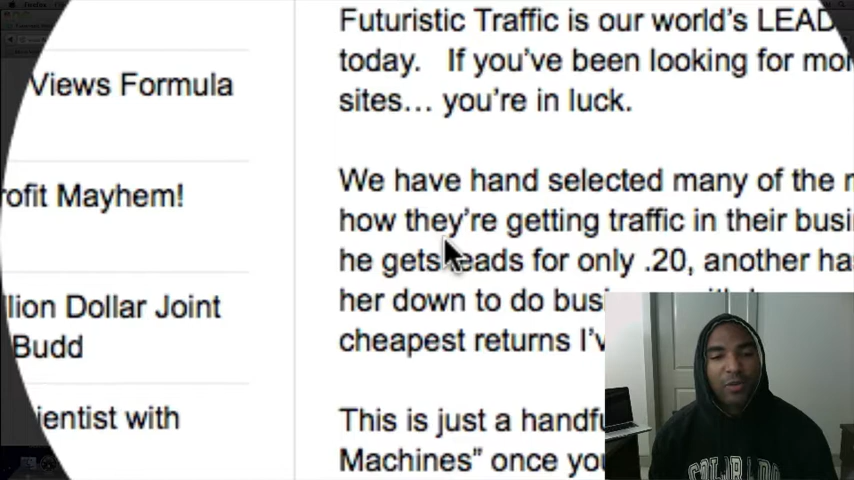 Futuristic Traffic is our world's LEAD
today. If you've been looking for mor
sites… you're in luck.
We have hand selected many of the
how they're getting traffic in their busi
he gets leads for only .20, another ha
her down to do
cheapest returns I'v
This is just a
Machines" once you
Views Formula
rofit Mayhem!
llion Dollar Joint
Budd
ientist with